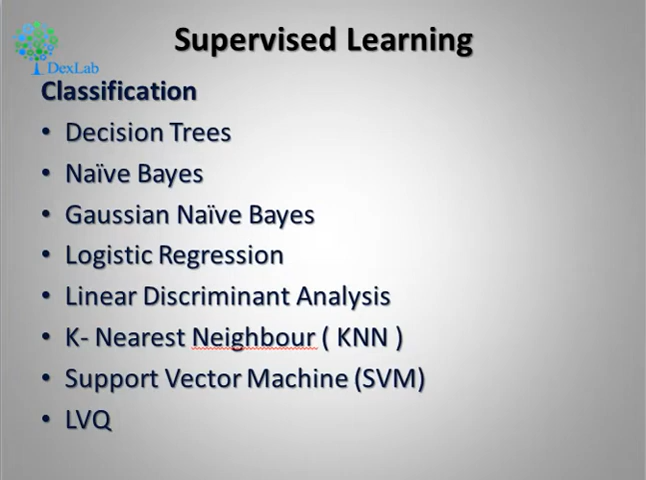 Supervised Learning
DexLab
Classification
• Decision Trees
• Naïve Bayes
• Gaussian Naïve Bayes
• Logistic Regression
• Linear Discriminant Analysis
• K- Nearest Neighbour ( KNN )
• Support Vector Machine (SVM)
• LVQ